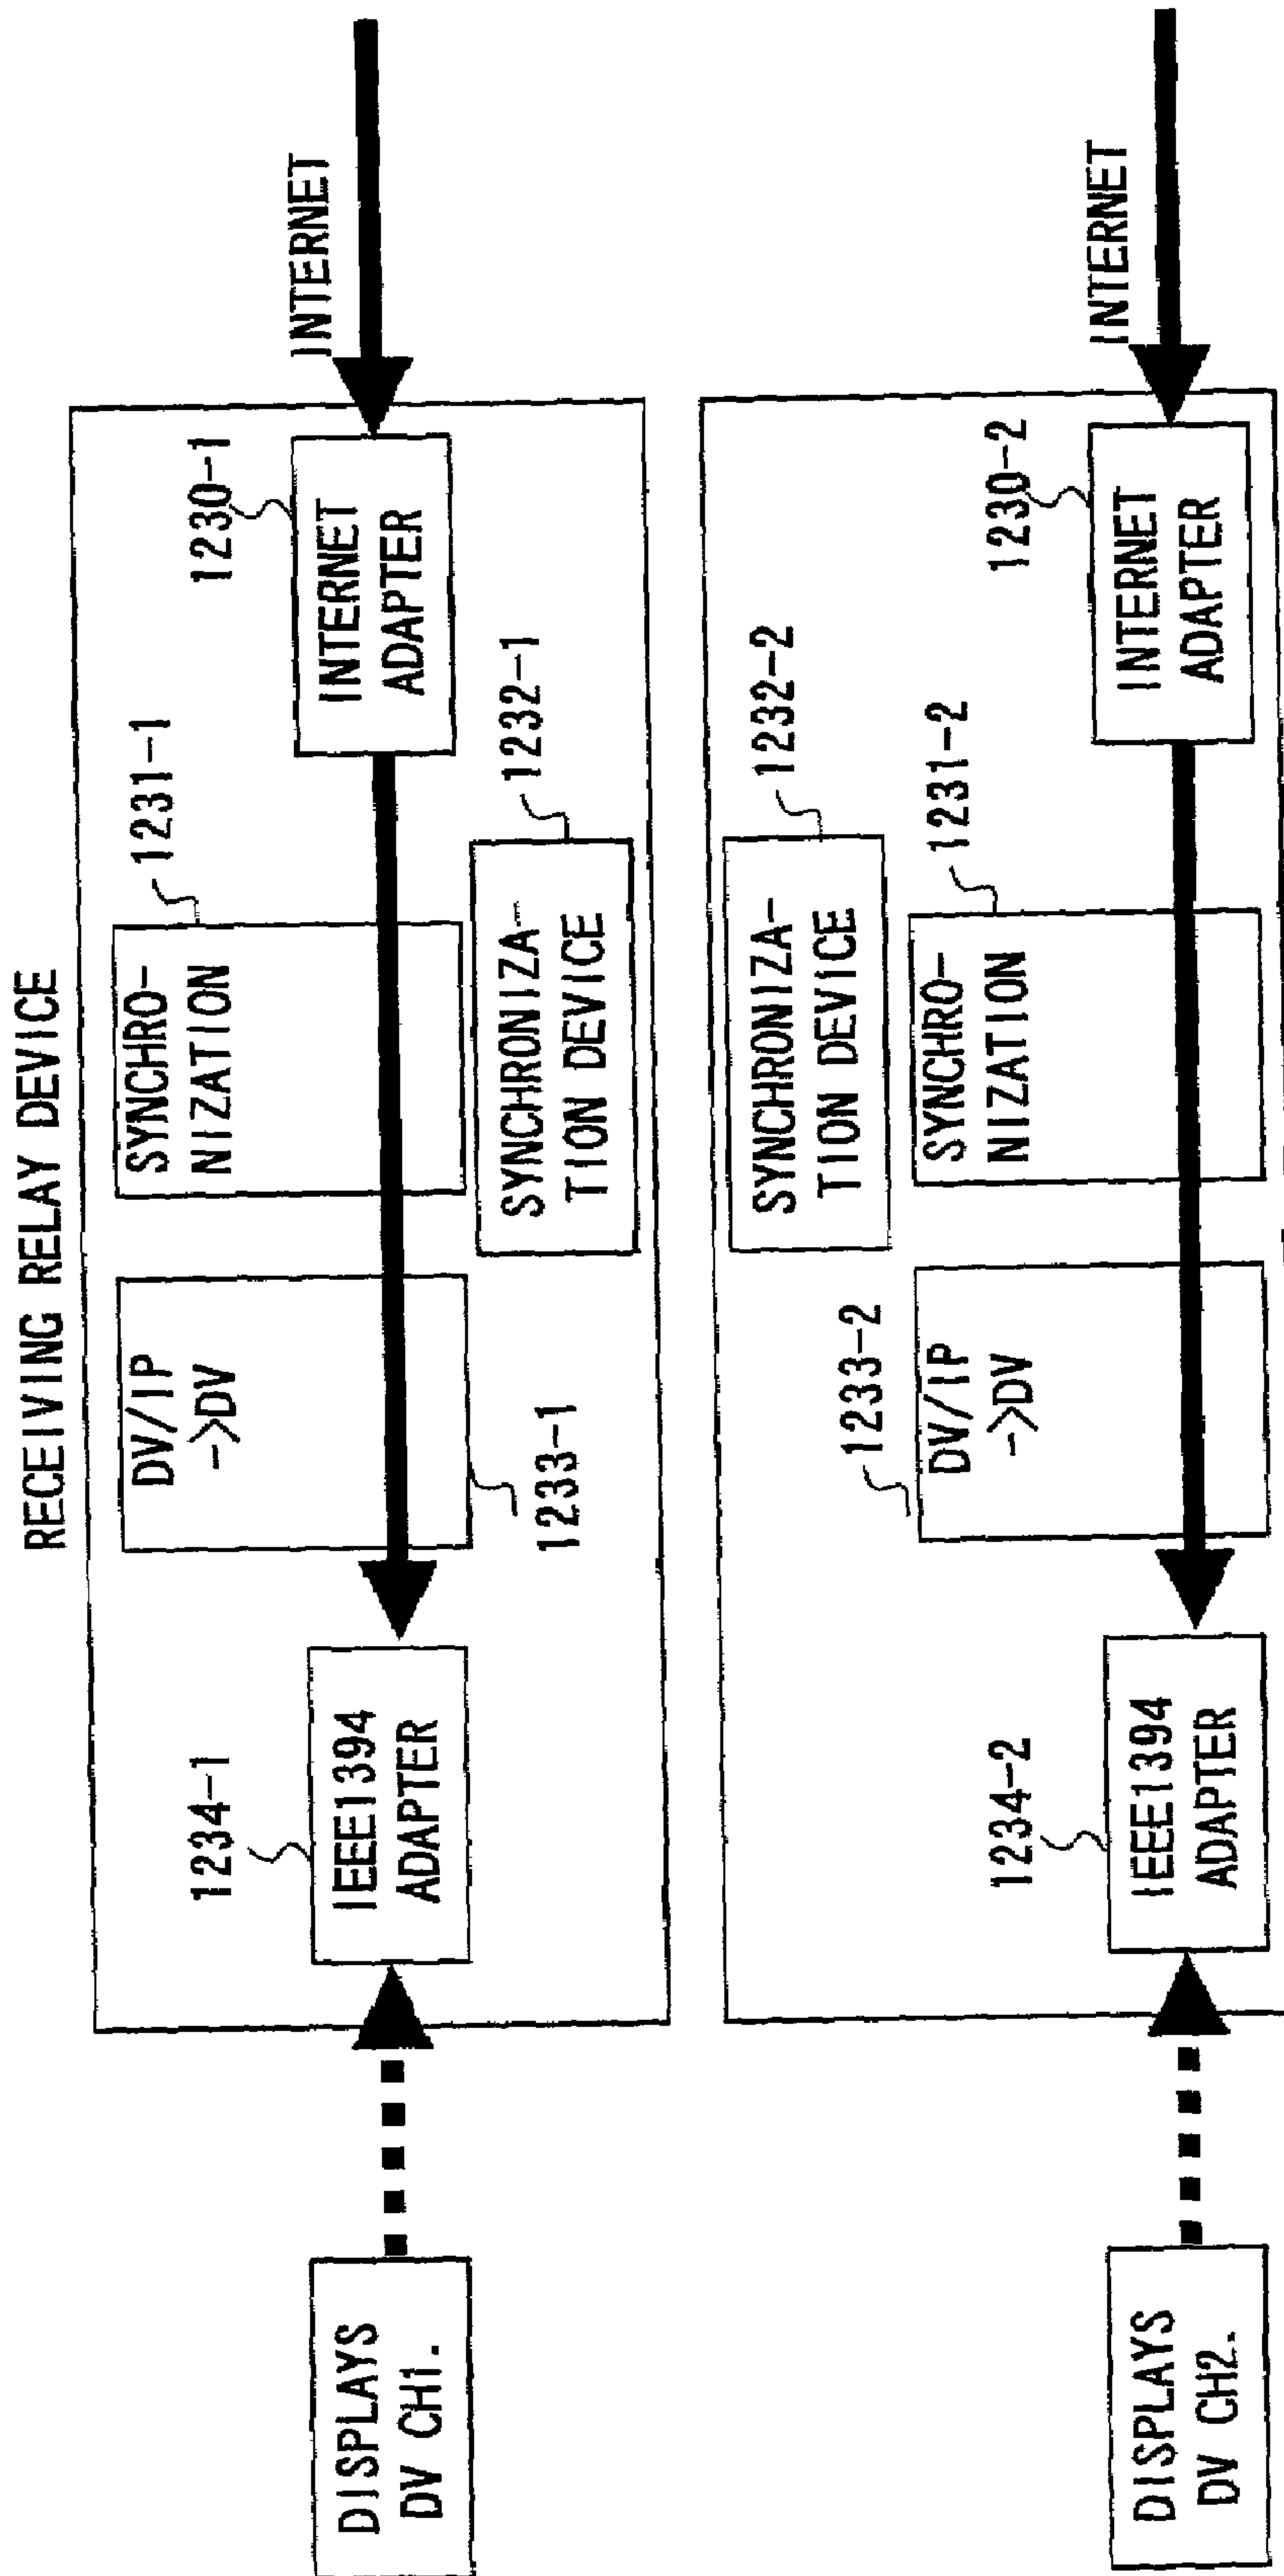 RECEIVING RELAY DEVICE
DISPLAYS
DV CH1.
1234-1
IEEE1394
ADAPTER
DV/IP
->DV
1233-1
SYNCHRO-
NIZATION
1231-1
SYNCHRONIZA-
TION DEVICE
1232-1
1230-1
INTERNET
ADAPTER
INTERNET
DISPLAYS
DV CH2.
1234-2
IEEE1394
ADAPTER
1233-2
DV/IP
->DV
SYNCHRONIZA-
TION DEVICE
1232-2
SYNCHRO-
NIZATION
1231-2
1230-2
INTERNET
ADAPTER
INTERNET